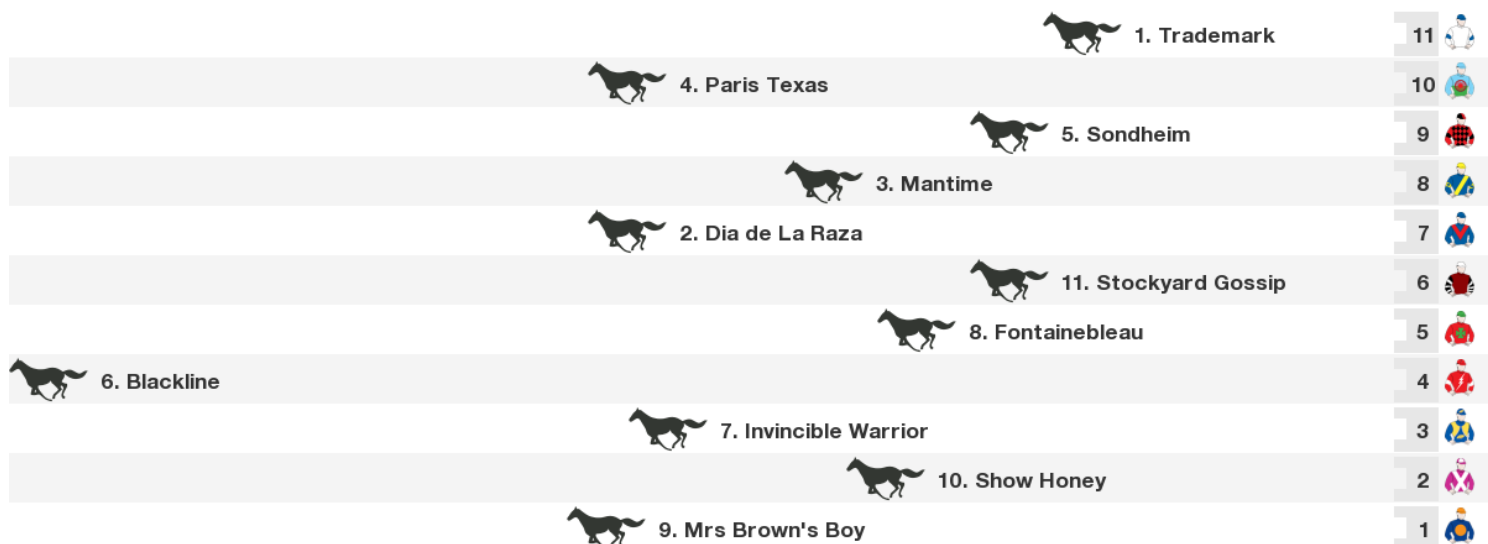 1. Trademark 11
4. Paris Texas 10
5. Sondheim 9
3. Mantime 8
2. Dia de La Raza 7
11. Stockyard Gossip 6
8. Fontainebleau 5
6. Blackline 4
7. Invincible Warrior 3
10. Show Honey 2
9. Mrs Brown's Boy 1